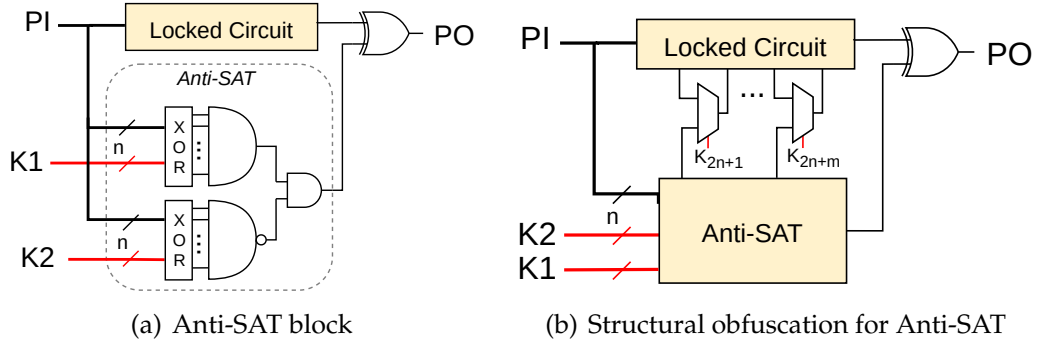 PI
Locked Circuit
PO
Anti-SAT
n
X
O
R
K1
n
X
O
R
K2
(a) Anti-SAT block
PI
Locked Circuit
PO
...
K2n+1
K2n+m
n
K2
Anti-SAT
K1
(b) Structural obfuscation for Anti-SAT